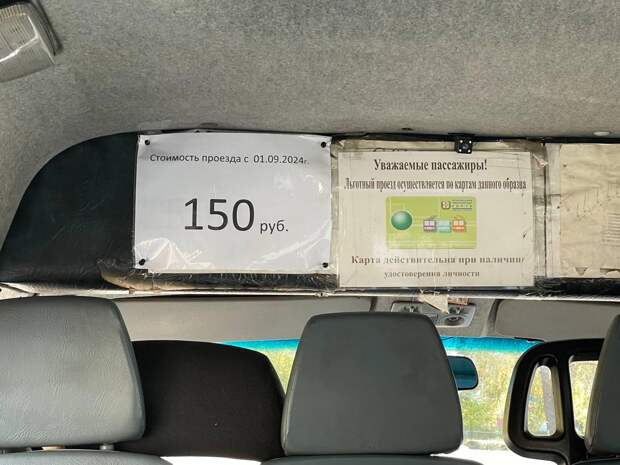 Стоимость проезда с 01.09.2024г.
150 руб.
Уважаемые пассажиры!
Льготный проезд осуществляется по картам данного образца
Карта действительна при наличии
удостоверения личности